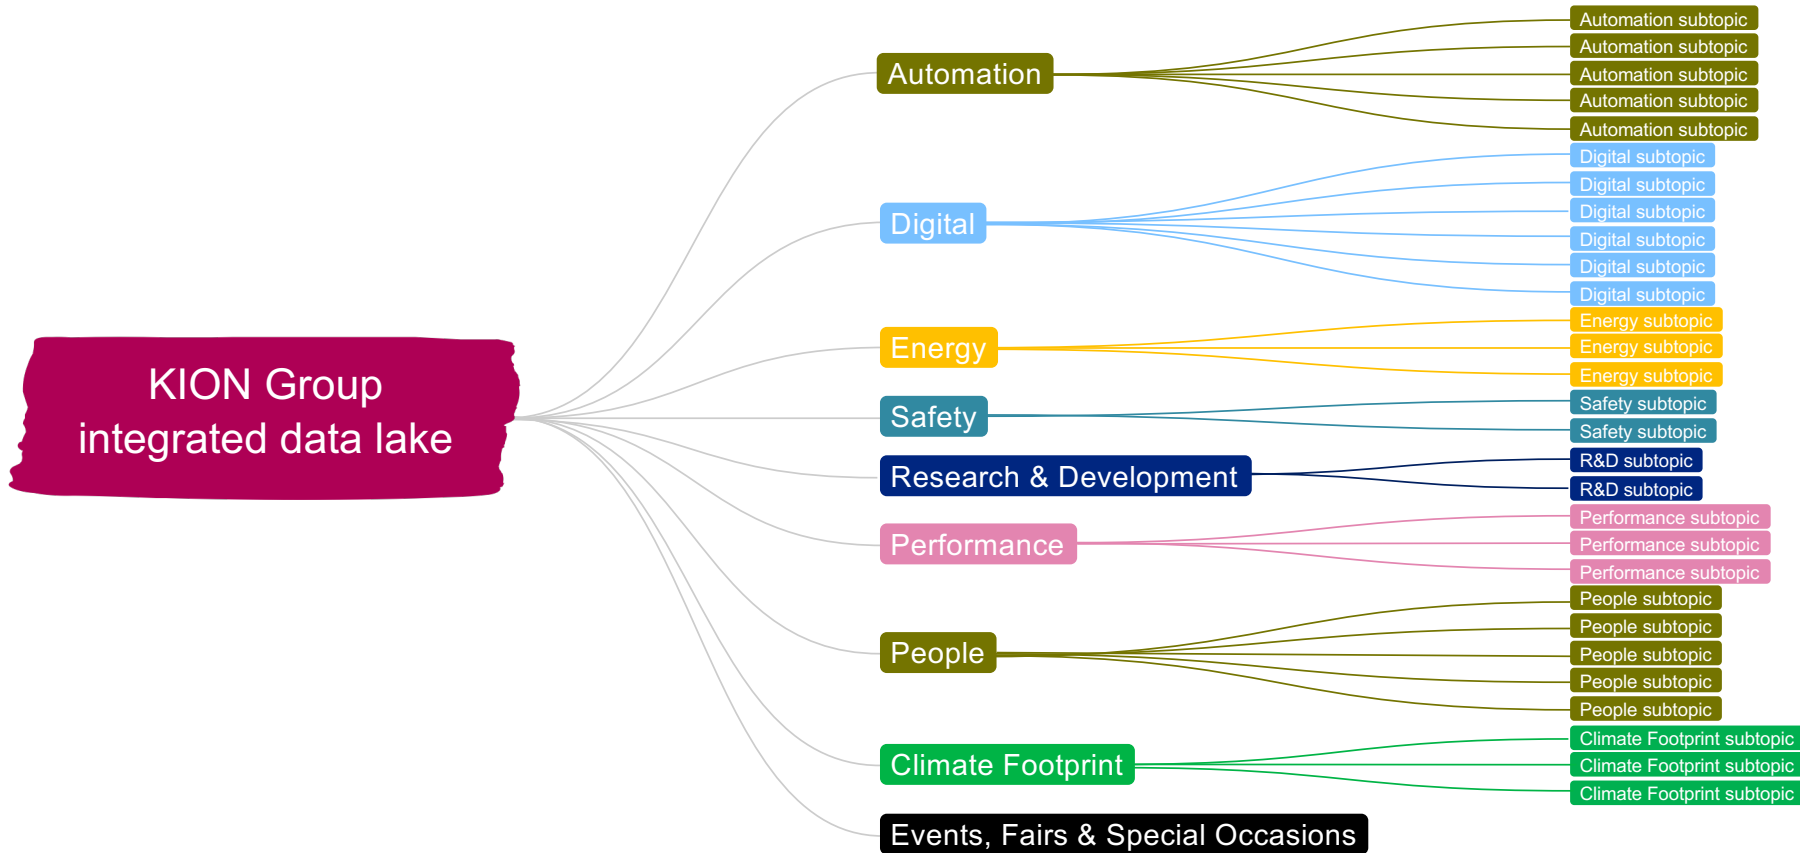 KION Group
integrated data lake
Automation
Automation subtopic
Automation subtopic
Automation subtopic
Automation subtopic
Automation subtopic
Digital
Digital subtopic
Digital subtopic
Digital subtopic
Digital subtopic
Digital subtopic
Digital subtopic
Energy
Energy subtopic
Energy subtopic
Energy subtopic
Safety
Safety subtopic
Safety subtopic
Research & Development
R&D subtopic
R&D subtopic
Performance
Performance subtopic
Performance subtopic
Performance subtopic
People
People subtopic
People subtopic
People subtopic
People subtopic
People subtopic
Climate Footprint
Climate Footprint subtopic
Climate Footprint subtopic
Climate Footprint subtopic
Events, Fairs & Special Occasions